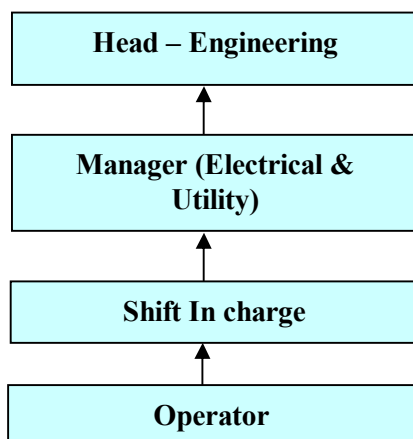 Head – Engineering
Manager (Electrical &
Utility)
Shift In charge
Operator